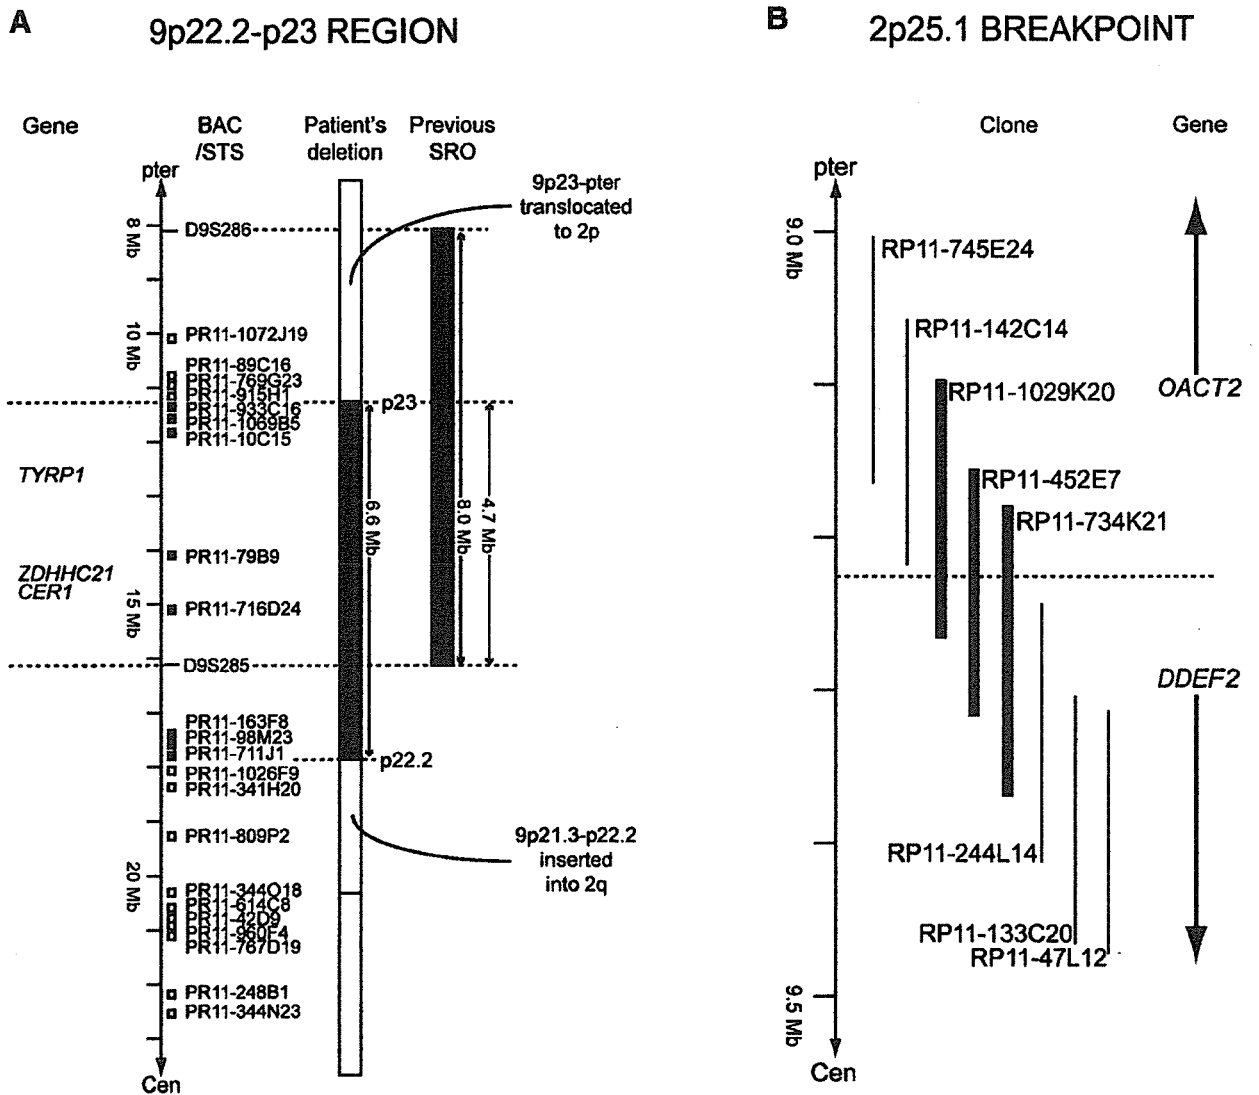 A
9p22.2-p23 REGION
Gene
BAC
/STS
Patient's
deletion
Previous
SRO
pter
8 Mb
D9S286
9p23-pter
translocated
to 2p
10 Mb
PR11-1072J19
PR11-89C16
PR11-769G23
PR11-915H1
p23
PR11-933C16
PR11-1069B5
PR11-10C15
TYRP1
6.6 Mb
8.0 Mb
4.7 Mb
PR11-79B9
ZDHHC21
CER1
15 Mb
PR11-716D24
D9S285
PR11-163F8
PR11-98M23
PR11-711J1
p22.2
PR11-1026F9
PR11-341H20
PR11-809P2
9p21.3-p22.2
inserted
into 2q
20 Mb
PR11-344O18
PR11-614C8
PR11-42D9
PR11-960F4
PR11-767D19
PR11-248B1
PR11-344N23
Cen
B
2p25.1 BREAKPOINT
Clone
Gene
pter
9.0 Mb
RP11-745E24
RP11-142C14
RP11-1029K20
OACT2
RP11-452E7
RP11-734K21
DDEF2
RP11-244L14
RP11-133C20
RP11-47L12
9.5 Mb
Cen